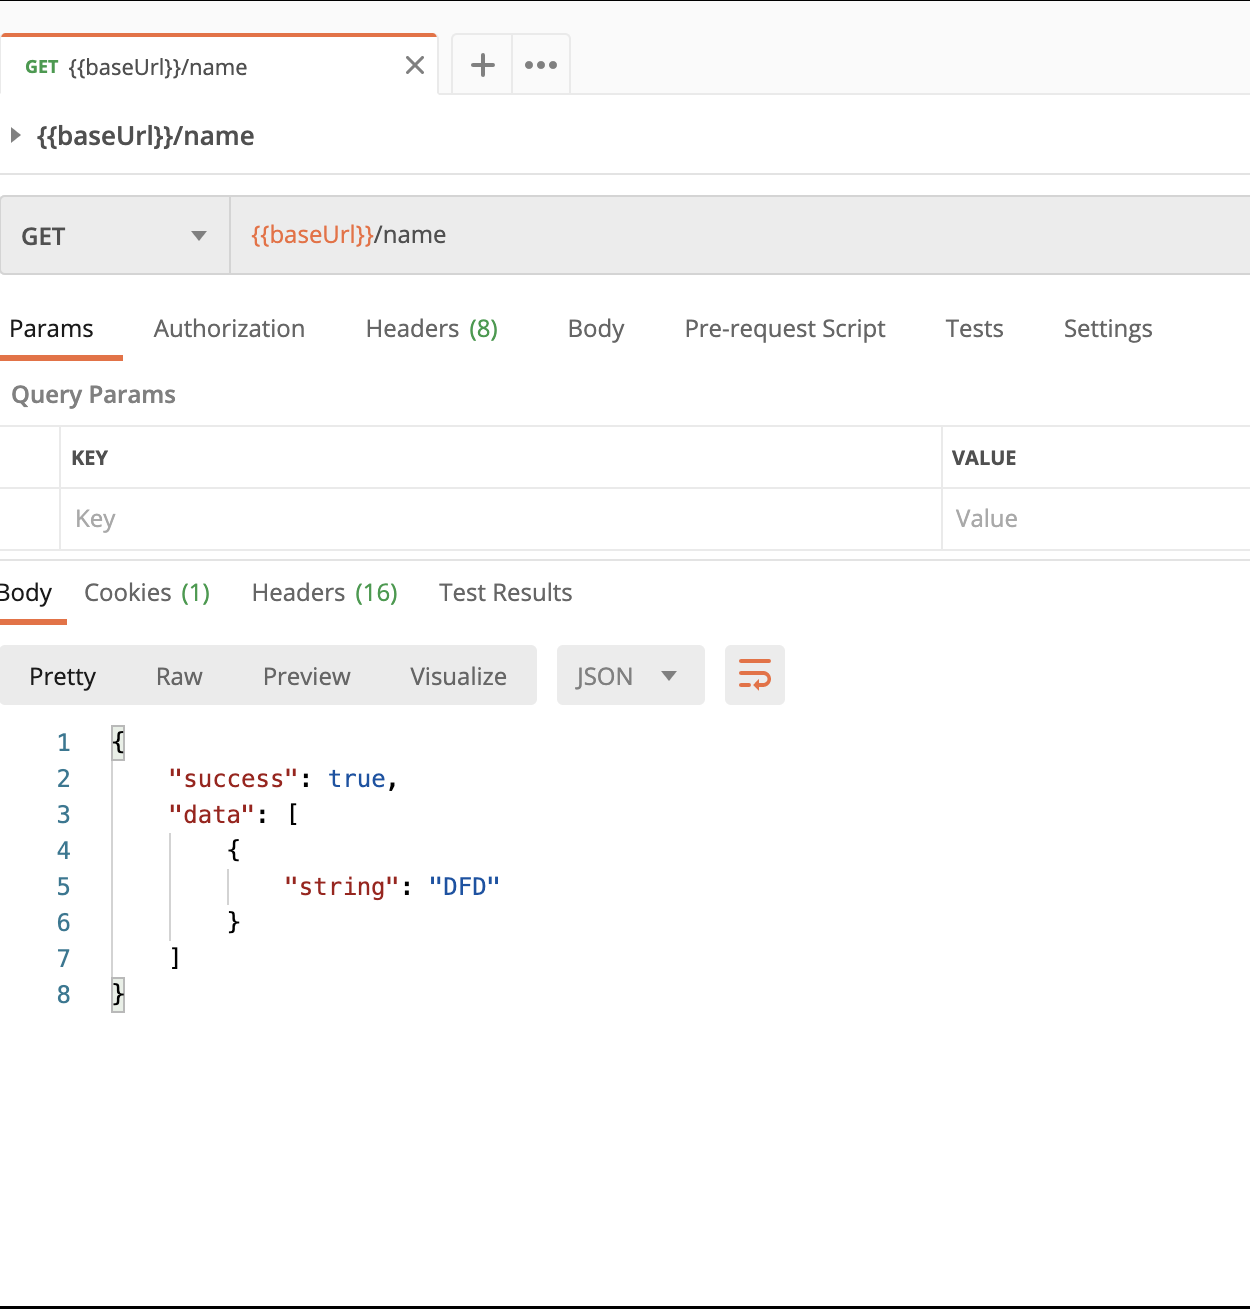 GET {{baseUrl}}/name
{{baseUrl}}/name
GET {{baseUrl}}/name
Params Authorization Headers (8) Body Pre-request Script Tests Settings
Query Params
KEY VALUE
Key Value
Body Cookies (1) Headers (16) Test Results
Pretty Raw Preview Visualize JSON
1 {
2 "success": true,
3 "data": [
4 {
5 "string": "DFD"
6 }
7 ]
8 }